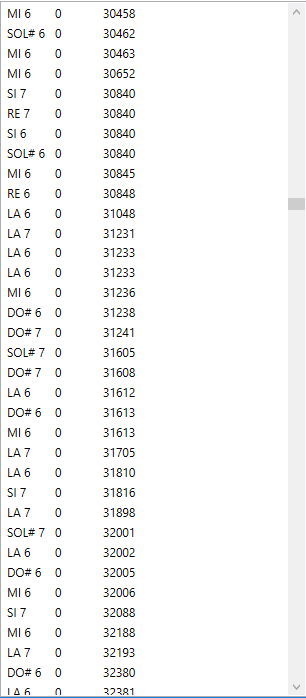 MI 6 0 30458
SOL# 6 0 30462
MI 6 0 30463
MI 6 0 30652
SI 7 0 30840
RE 7 0 30840
SI 6 0 30840
SOL# 6 0 30840
MI 6 0 30845
RE 6 0 30848
LA 6 0 31048
LA 7 0 31231
LA 6 0 31233
LA 6 0 31233
MI 6 0 31236
DO# 6 0 31238
DO# 7 0 31241
SOL# 7 0 31605
DO# 7 0 31608
LA 6 0 31612
DO# 6 0 31613
MI 6 0 31613
LA 7 0 31705
LA 6 0 31810
SI 7 0 31816
LA 7 0 31898
SOL# 7 0 32001
LA 6 0 32002
DO# 6 0 32005
MI 6 0 32006
SI 7 0 32088
MI 6 0 32188
LA 7 0 32193
DO# 6 0 32380
LA 6 0 32381